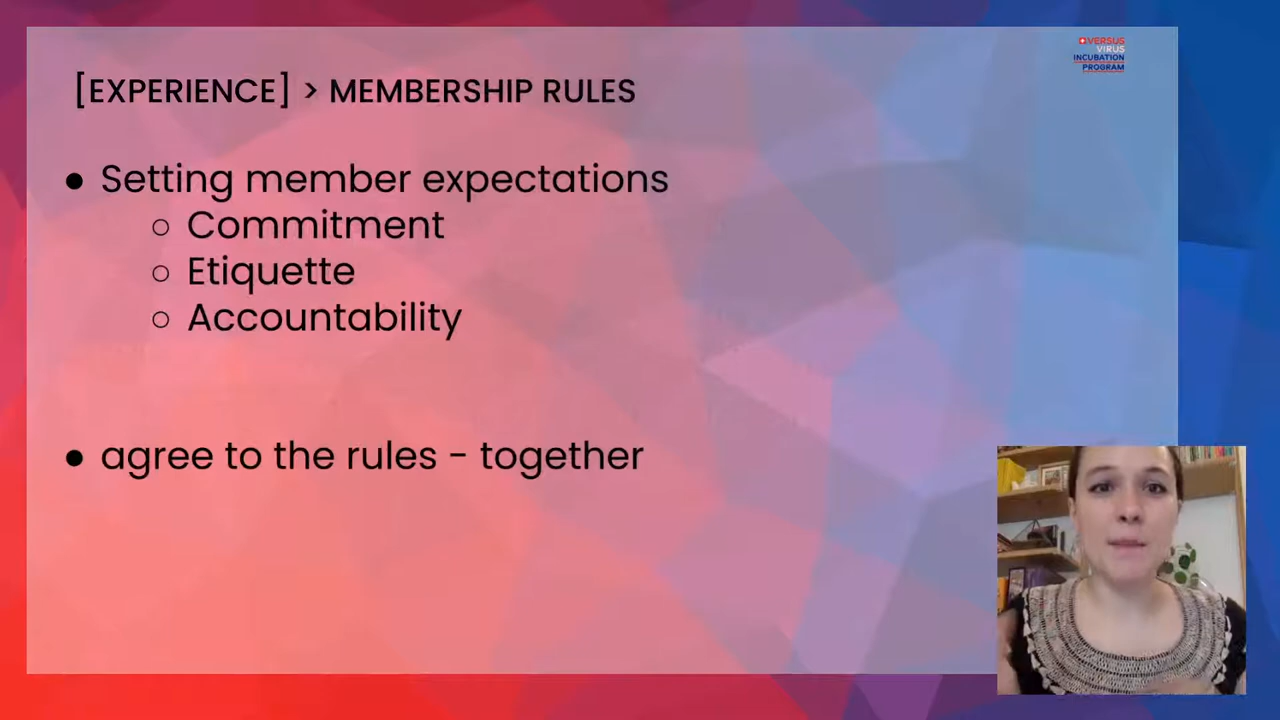 [EXPERIENCE] > MEMBERSHIP RULES
VERSUS
VIRUS
INCUBATION
PROGRAM
● Setting member expectations
○ Commitment
○ Etiquette
○ Accountability
● agree to the rules - together